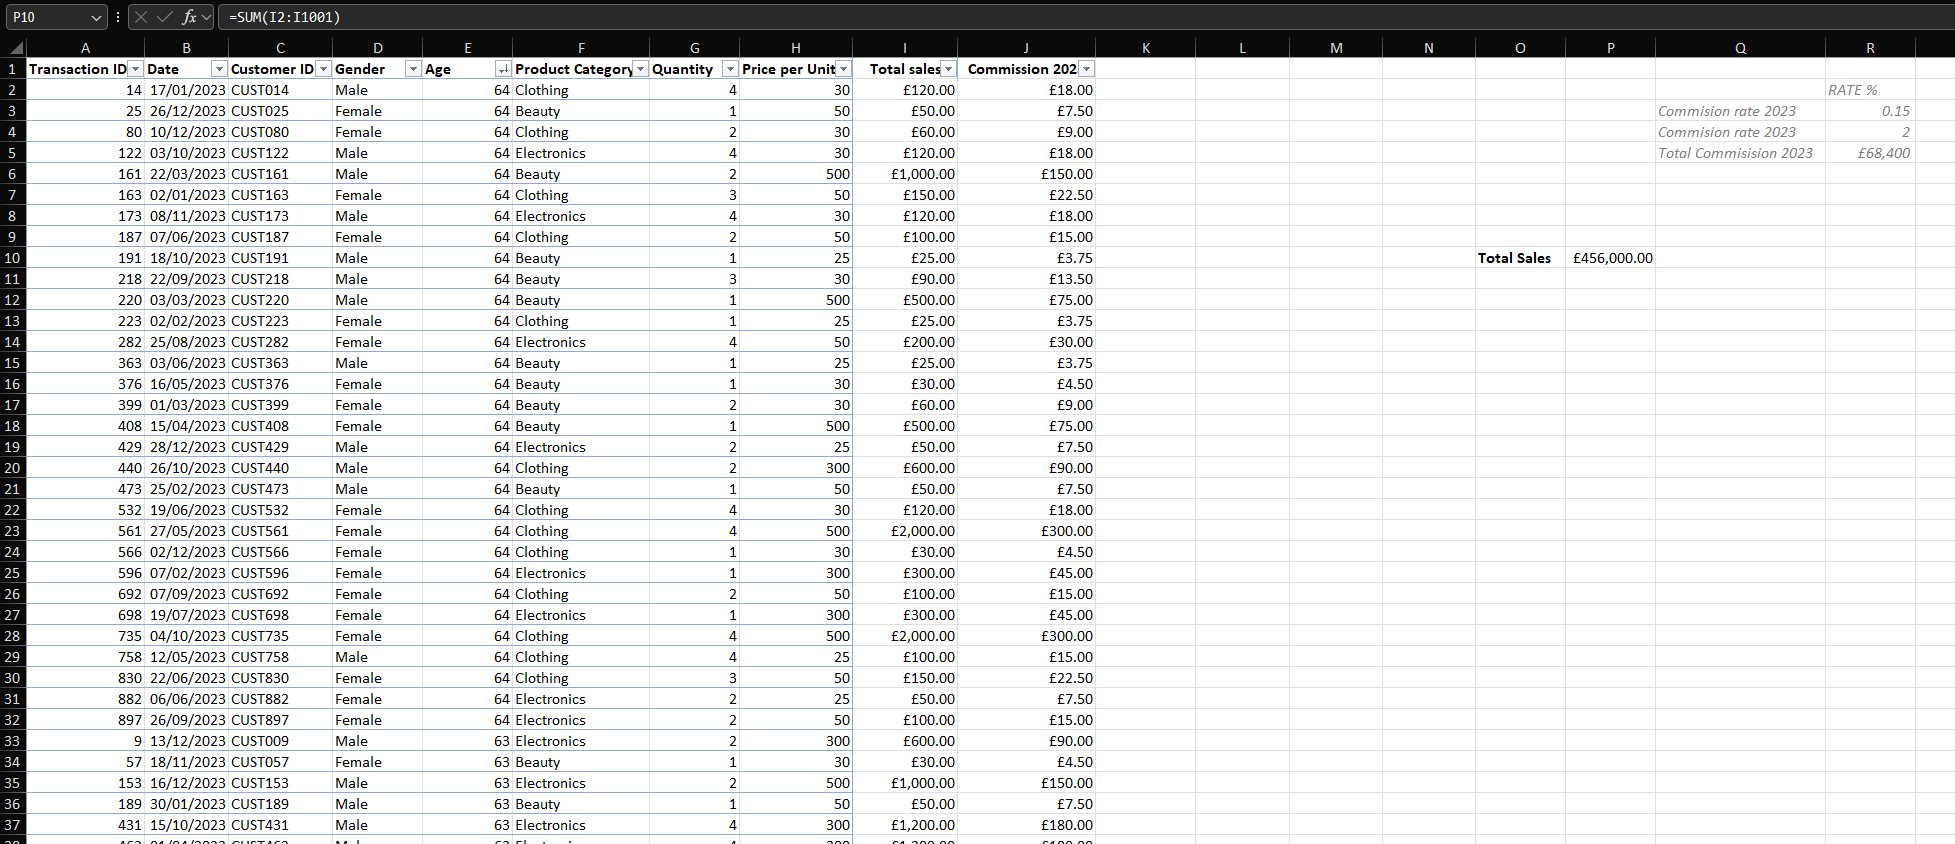 P10 fx =SUM(I2:I1001)
A B C D E F G H I J K L M N O P Q R
1 Transaction ID Date Customer ID Gender Age Product Category Quantity Price per Unit Total sales Commission 202
2 14 17/01/2023 CUST014 Male 64 Clothing 4 30 £120.00 £18.00 RATE %
3 25 26/12/2023 CUST025 Female 64 Beauty 1 50 £50.00 £7.50 Commision rate 2023 0.15
4 80 10/12/2023 CUST080 Female 64 Clothing 2 30 £60.00 £9.00 Commision rate 2023 2
5 122 03/10/2023 CUST122 Male 64 Electronics 4 30 £120.00 £18.00 Total Commisision 2023 £68,400
6 161 22/03/2023 CUST161 Male 64 Beauty 2 500 £1,000.00 £150.00
7 163 02/01/2023 CUST163 Female 64 Clothing 3 50 £150.00 £22.50
8 173 08/11/2023 CUST173 Male 64 Electronics 4 30 £120.00 £18.00
9 187 07/06/2023 CUST187 Female 64 Clothing 2 50 £100.00 £15.00
10 191 18/10/2023 CUST191 Male 64 Beauty 1 25 £25.00 £3.75 Total Sales £456,000.00
11 218 22/09/2023 CUST218 Male 64 Beauty 3 30 £90.00 £13.50
12 220 03/03/2023 CUST220 Male 64 Beauty 1 500 £500.00 £75.00
13 223 02/02/2023 CUST223 Female 64 Clothing 1 25 £25.00 £3.75
14 282 25/08/2023 CUST282 Female 64 Electronics 4 50 £200.00 £30.00
15 363 03/06/2023 CUST363 Male 64 Beauty 1 25 £25.00 £3.75
16 376 16/05/2023 CUST376 Female 64 Beauty 1 30 £30.00 £4.50
17 399 01/03/2023 CUST399 Female 64 Beauty 2 30 £60.00 £9.00
18 408 15/04/2023 CUST408 Female 64 Beauty 1 500 £500.00 £75.00
19 429 28/12/2023 CUST429 Male 64 Electronics 2 25 £50.00 £7.50
20 440 26/10/2023 CUST440 Male 64 Clothing 2 300 £600.00 £90.00
21 473 25/02/2023 CUST473 Male 64 Beauty 1 50 £50.00 £7.50
22 532 19/06/2023 CUST532 Female 64 Clothing 4 30 £120.00 £18.00
23 561 27/05/2023 CUST561 Female 64 Clothing 4 500 £2,000.00 £300.00
24 566 02/12/2023 CUST566 Female 64 Clothing 1 30 £30.00 £4.50
25 596 07/02/2023 CUST596 Female 64 Electronics 1 300 £300.00 £45.00
26 692 07/09/2023 CUST692 Female 64 Clothing 2 50 £100.00 £15.00
27 698 19/07/2023 CUST698 Female 64 Electronics 1 300 £300.00 £45.00
28 735 04/10/2023 CUST735 Female 64 Clothing 4 500 £2,000.00 £300.00
29 758 12/05/2023 CUST758 Male 64 Clothing 4 25 £100.00 £15.00
30 830 22/06/2023 CUST830 Female 64 Clothing 3 50 £150.00 £22.50
31 882 06/06/2023 CUST882 Female 64 Electronics 2 25 £50.00 £7.50
32 897 26/09/2023 CUST897 Female 64 Electronics 2 50 £100.00 £15.00
33 9 13/12/2023 CUST009 Male 63 Electronics 2 300 £600.00 £90.00
34 57 18/11/2023 CUST057 Female 63 Beauty 1 30 £30.00 £4.50
35 153 16/12/2023 CUST153 Male 63 Electronics 2 500 £1,000.00 £150.00
36 189 30/01/2023 CUST189 Male 63 Beauty 1 50 £50.00 £7.50
37 431 15/10/2023 CUST431 Male 63 Electronics 4 300 £1,200.00 £180.00